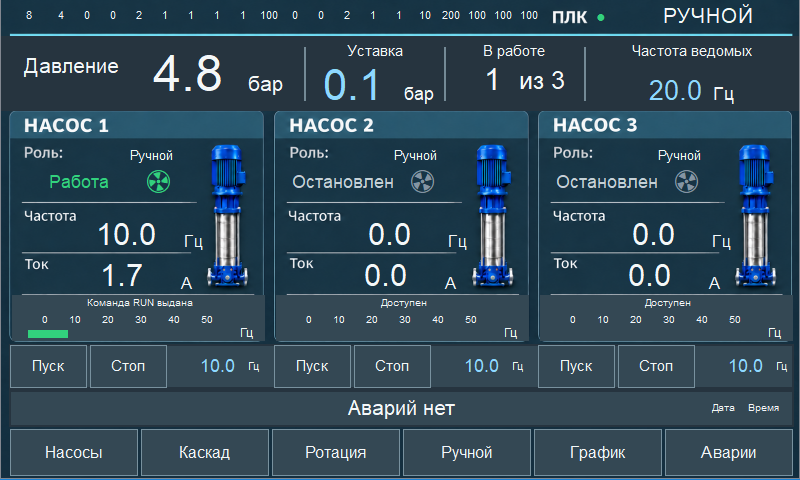 8 4 0 0 2 1 1 1 1 100 0 0 2 1 1 10 200 100 100 100 ПЛК РУЧНОЙ
Давление 4.8 бар
Уставка
0.1 бар
В работе
1 из 3
Частота ведомых
20.0 Гц
НАСОС 1
Роль: Ручной
Работа
Частота
10.0 Гц
Ток
1.7 А
Команда RUN выдана
0 10 20 30 40 50
Гц
НАСОС 2
Роль: Ручной
Остановлен
Частота
0.0 Гц
Ток
0.0 А
Доступен
0 10 20 30 40 50
Гц
НАСОС 3
Роль: Ручной
Остановлен
Частота
0.0 Гц
Ток
0.0 А
Доступен
0 10 20 30 40 50
Гц
Пуск Стоп 10.0 Гц Пуск Стоп 10.0 Гц Пуск Стоп 10.0 Гц
Аварий нет Дата Время
Насосы Каскад Ротация Ручной График Аварии